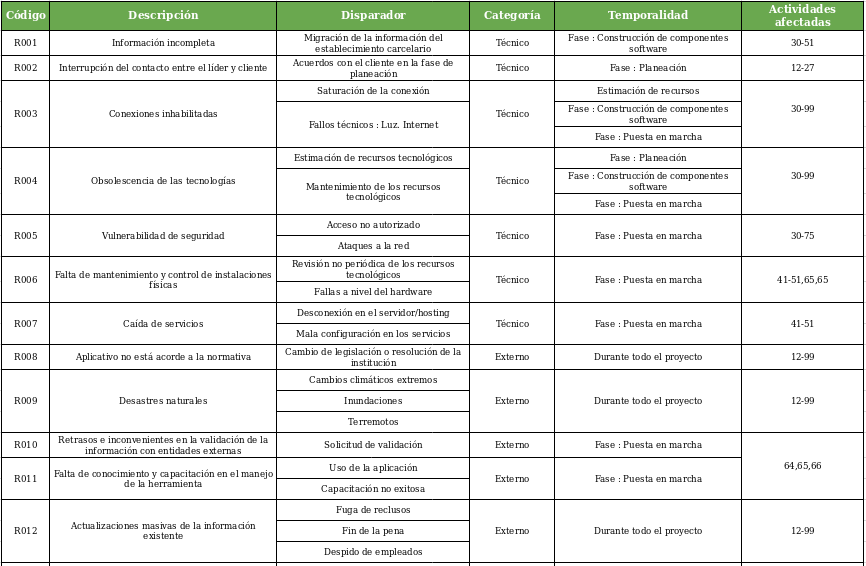 Código Descripción Disparador Categoría Temporalidad Actividades
afectadas
R001 Información incompleta Migración de la información del
establecimiento carcelario Técnico Fase : Construcción de componentes
software 30-51
R002 Interrupción del contacto entre el líder y cliente Acuerdos con el cliente en la fase de
planeación Técnico Fase : Planeación 12-27
R003 Conexiones inhabilitadas Saturación de la conexión Técnico Estimación de recursos 30-99
Fallos técnicos : Luz. Internet Fase : Construcción de componentes
software
Fase : Puesta en marcha
R004 Obsolescencia de las tecnologías Estimación de recursos tecnológicos Técnico Fase : Planeación 30-99
Mantenimiento de los recursos
tecnológicos Fase : Construcción de componentes
software
Fase : Puesta en marcha
R005 Vulnerabilidad de seguridad Acceso no autorizado Técnico Fase : Puesta en marcha 30-75
Ataques a la red
R006 Falta de mantenimiento y control de instalaciones
físicas Revisión no periódica de los recursos
tecnológicos Técnico Fase : Puesta en marcha 41-51,65,65
Fallas a nivel del hardware
R007 Caída de servicios Desconexión en el servidor/hosting Técnico Fase : Puesta en marcha 41-51
Mala configuración en los servicios
R008 Aplicativo no está acorde a la normativa Cambio de legislación o resolución de la
institución Externo Durante todo el proyecto 12-99
R009 Desastres naturales Cambios climáticos extremos Externo Durante todo el proyecto 12-99
Inundaciones
Terremotos
R010 Retrasos e inconvenientes en la validación de la
información con entidades externas Solicitud de validación Externo Fase : Puesta en marcha 64,65,66
R011 Falta de conocimiento y capacitación en el manejo
de la herramienta Uso de la aplicación Externo Fase : Puesta en marcha
Capacitación no exitosa
R012 Actualizaciones masivas de la información
existente Fuga de reclusos Externo Durante todo el proyecto 12-99
Fin de la pena
Despido de empleados